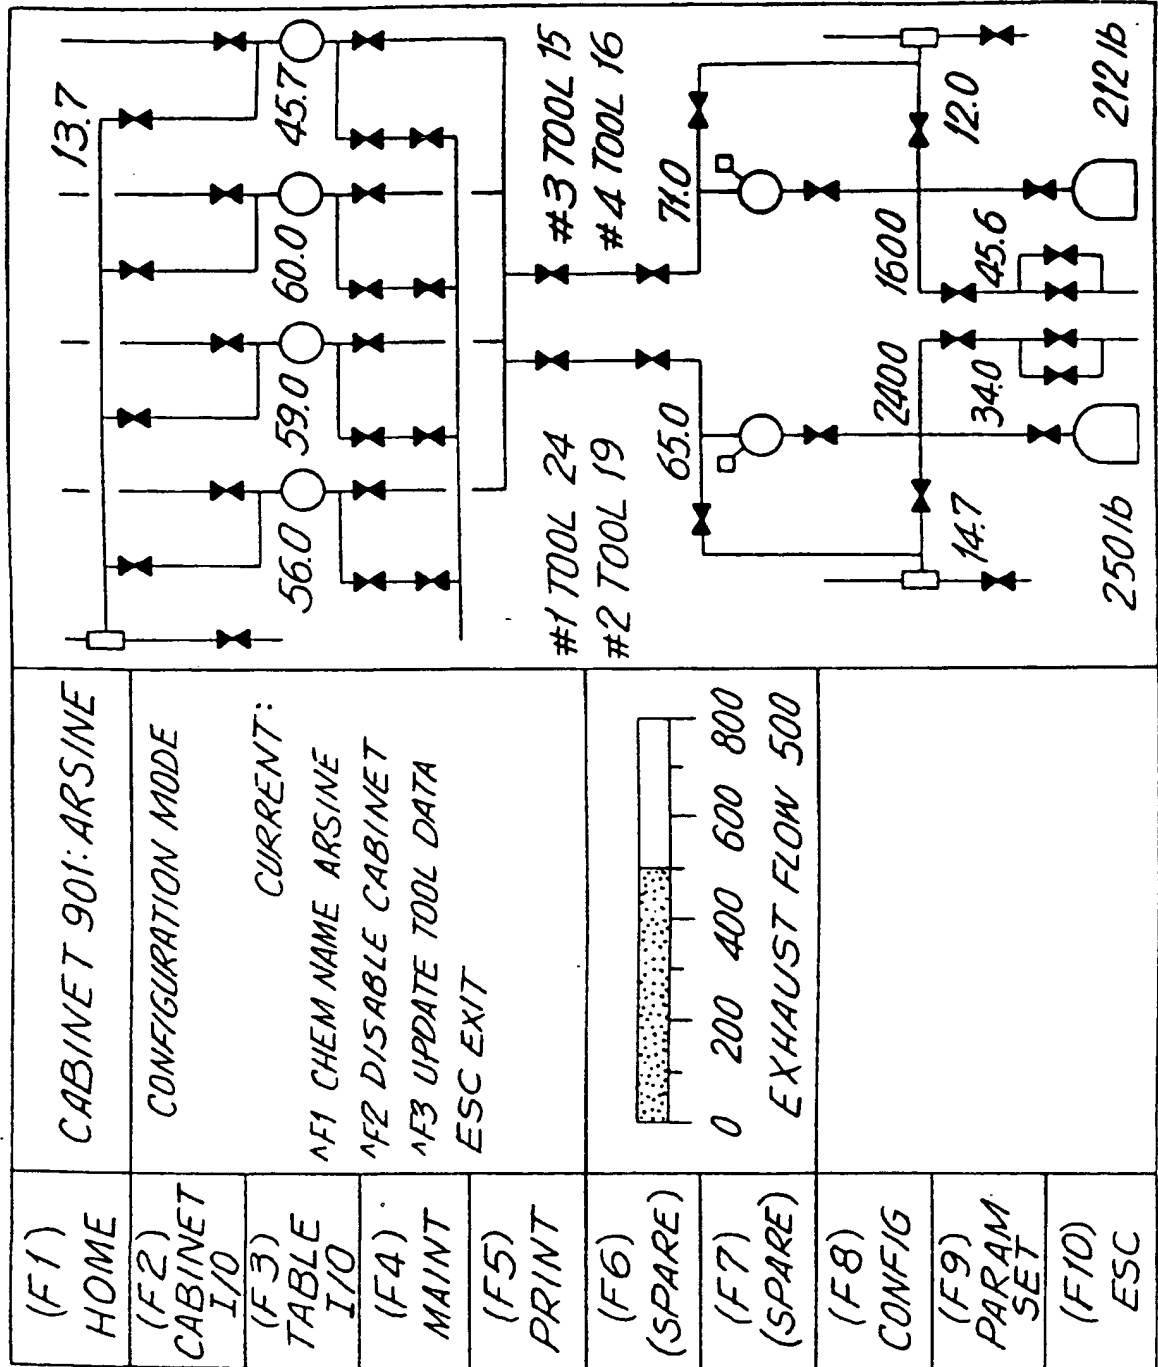 (F1)
HOME
(F2)
CABINET
I/O
(F3)
TABLE
I/O
(F4)
MAINT
(F5)
PRINT
(F6)
(SPARE)
(F7)
(SPARE)
(F8)
CONFIG
(F9)
PARAM
SET
(F10)
ESC
CABINET 901: ARSINE
CONFIGURATION MODE
CURRENT:
^F1 CHEM NAME ARSINE
^F2 DISABLE CABINET
^F3 UPDATE TOOL DATA
ESC EXIT
0 200 400 600 800
EXHAUST FLOW 500
13.7
56.0 59.0 60.0 45.7
#1 TOOL 24
#2 TOOL 19
#3 TOOL 15
#4 TOOL 16
65.0 71.0
2400 1600
14.7 34.0 45.6 12.0
250 lb 212 lb